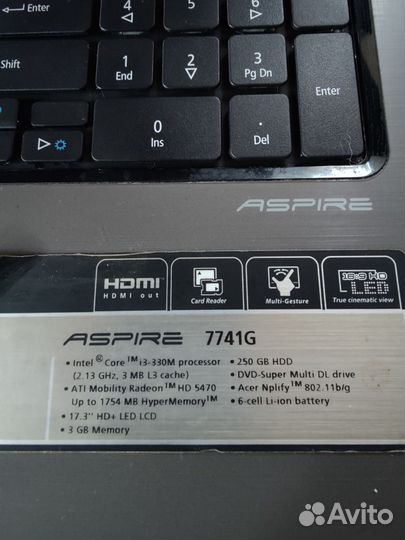 Enter
4
5
6
Shift
1
End
2
3
Pg Dn
Enter
0
Ins
.
Del
ASPIRE
HDMI
HDMI out
Card Reader
Multi-Gesture
16:9 HD
LED
True cinematic view
ASPIRE 7741G
• Intel® Core™ i3-330M processor
(2.13 GHz, 3 MB L3 cache)
• ATI Mobility Radeon™ HD 5470
Up to 1754 MB HyperMemory™
• 17.3'' HD+ LED LCD
• 3 GB Memory
• 250 GB HDD
• DVD-Super Multi DL drive
• Acer Nplify™ 802.11b/g
• 6-cell Li-ion battery
Avito